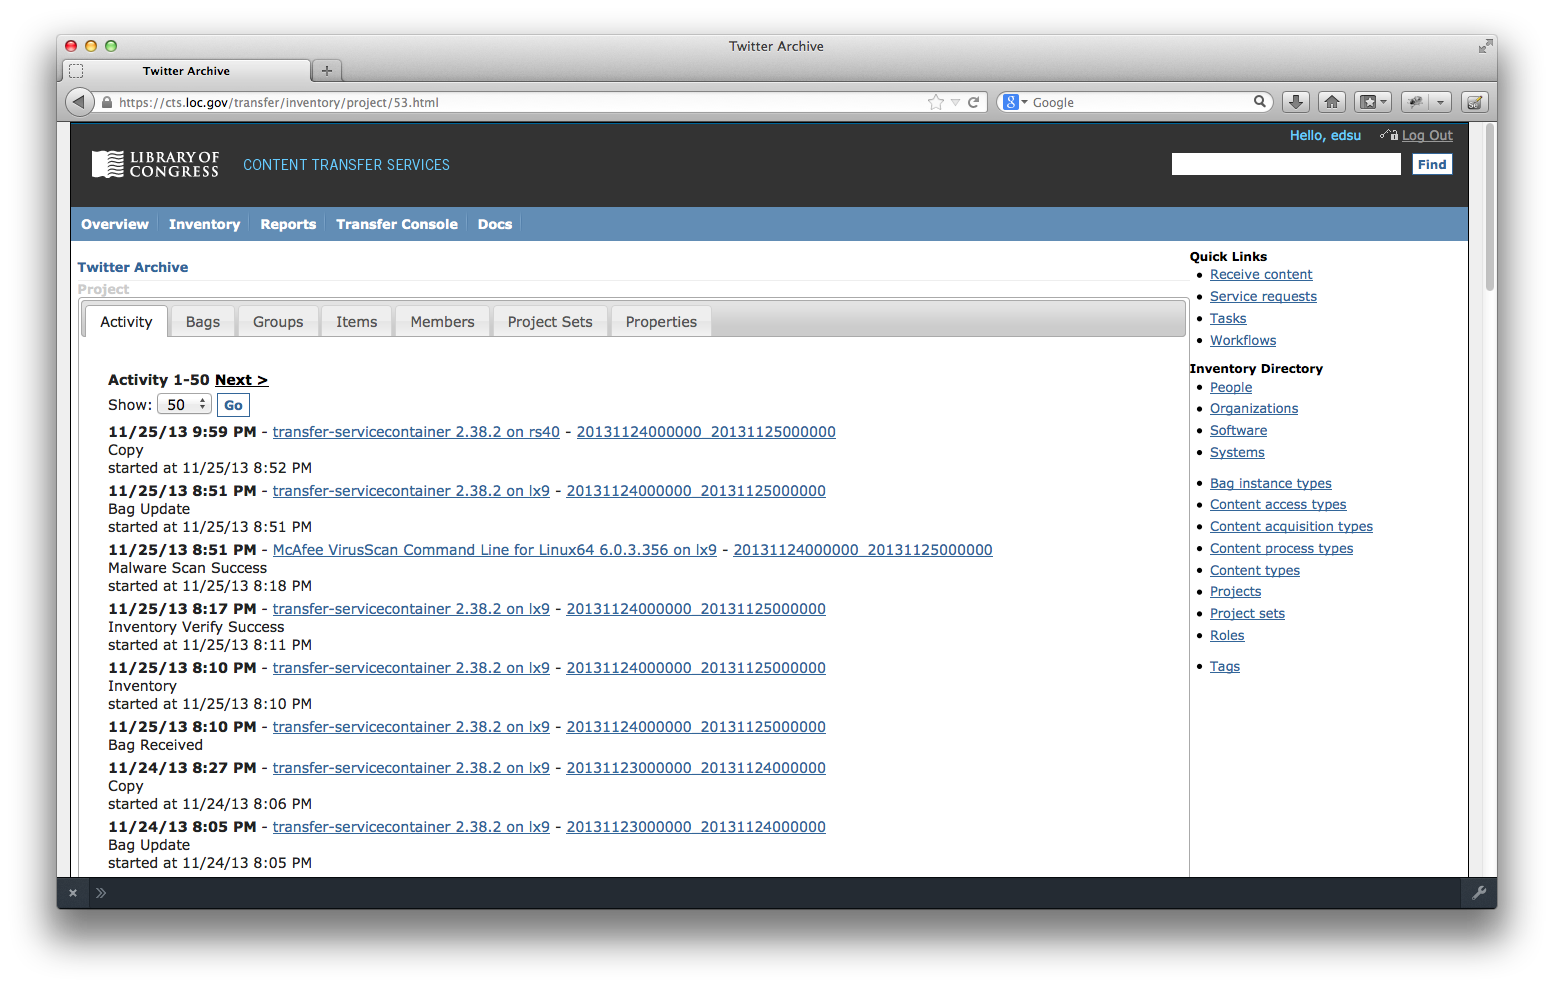 Twitter Archive
Twitter Archive
https://cts.loc.gov/transfer/inventory/project/53.html
Google
Hello, edsu Log Out
LIBRARY OF CONGRESS
CONTENT TRANSFER SERVICES
Find
Overview Inventory Reports Transfer Console Docs
Twitter Archive
Project
Activity Bags Groups Items Members Project Sets Properties
Activity 1-50 Next >
Show: 50 Go
11/25/13 9:59 PM - transfer-servicecontainer 2.38.2 on rs40 - 20131124000000_20131125000000
Copy
started at 11/25/13 8:52 PM
11/25/13 8:51 PM - transfer-servicecontainer 2.38.2 on lx9 - 20131124000000_20131125000000
Bag Update
started at 11/25/13 8:51 PM
11/25/13 8:51 PM - McAfee VirusScan Command Line for Linux64 6.0.3.356 on lx9 - 20131124000000_20131125000000
Malware Scan Success
started at 11/25/13 8:18 PM
11/25/13 8:17 PM - transfer-servicecontainer 2.38.2 on lx9 - 20131124000000_20131125000000
Inventory Verify Success
started at 11/25/13 8:11 PM
11/25/13 8:10 PM - transfer-servicecontainer 2.38.2 on lx9 - 20131124000000_20131125000000
Inventory
started at 11/25/13 8:10 PM
11/25/13 8:10 PM - transfer-servicecontainer 2.38.2 on lx9 - 20131124000000_20131125000000
Bag Received
11/24/13 8:27 PM - transfer-servicecontainer 2.38.2 on lx9 - 20131123000000_20131124000000
Copy
started at 11/24/13 8:06 PM
11/24/13 8:05 PM - transfer-servicecontainer 2.38.2 on lx9 - 20131123000000_20131124000000
Bag Update
started at 11/24/13 8:05 PM
Quick Links
Receive content
Service requests
Tasks
Workflows
Inventory Directory
People
Organizations
Software
Systems
Bag instance types
Content access types
Content acquisition types
Content process types
Content types
Projects
Project sets
Roles
Tags